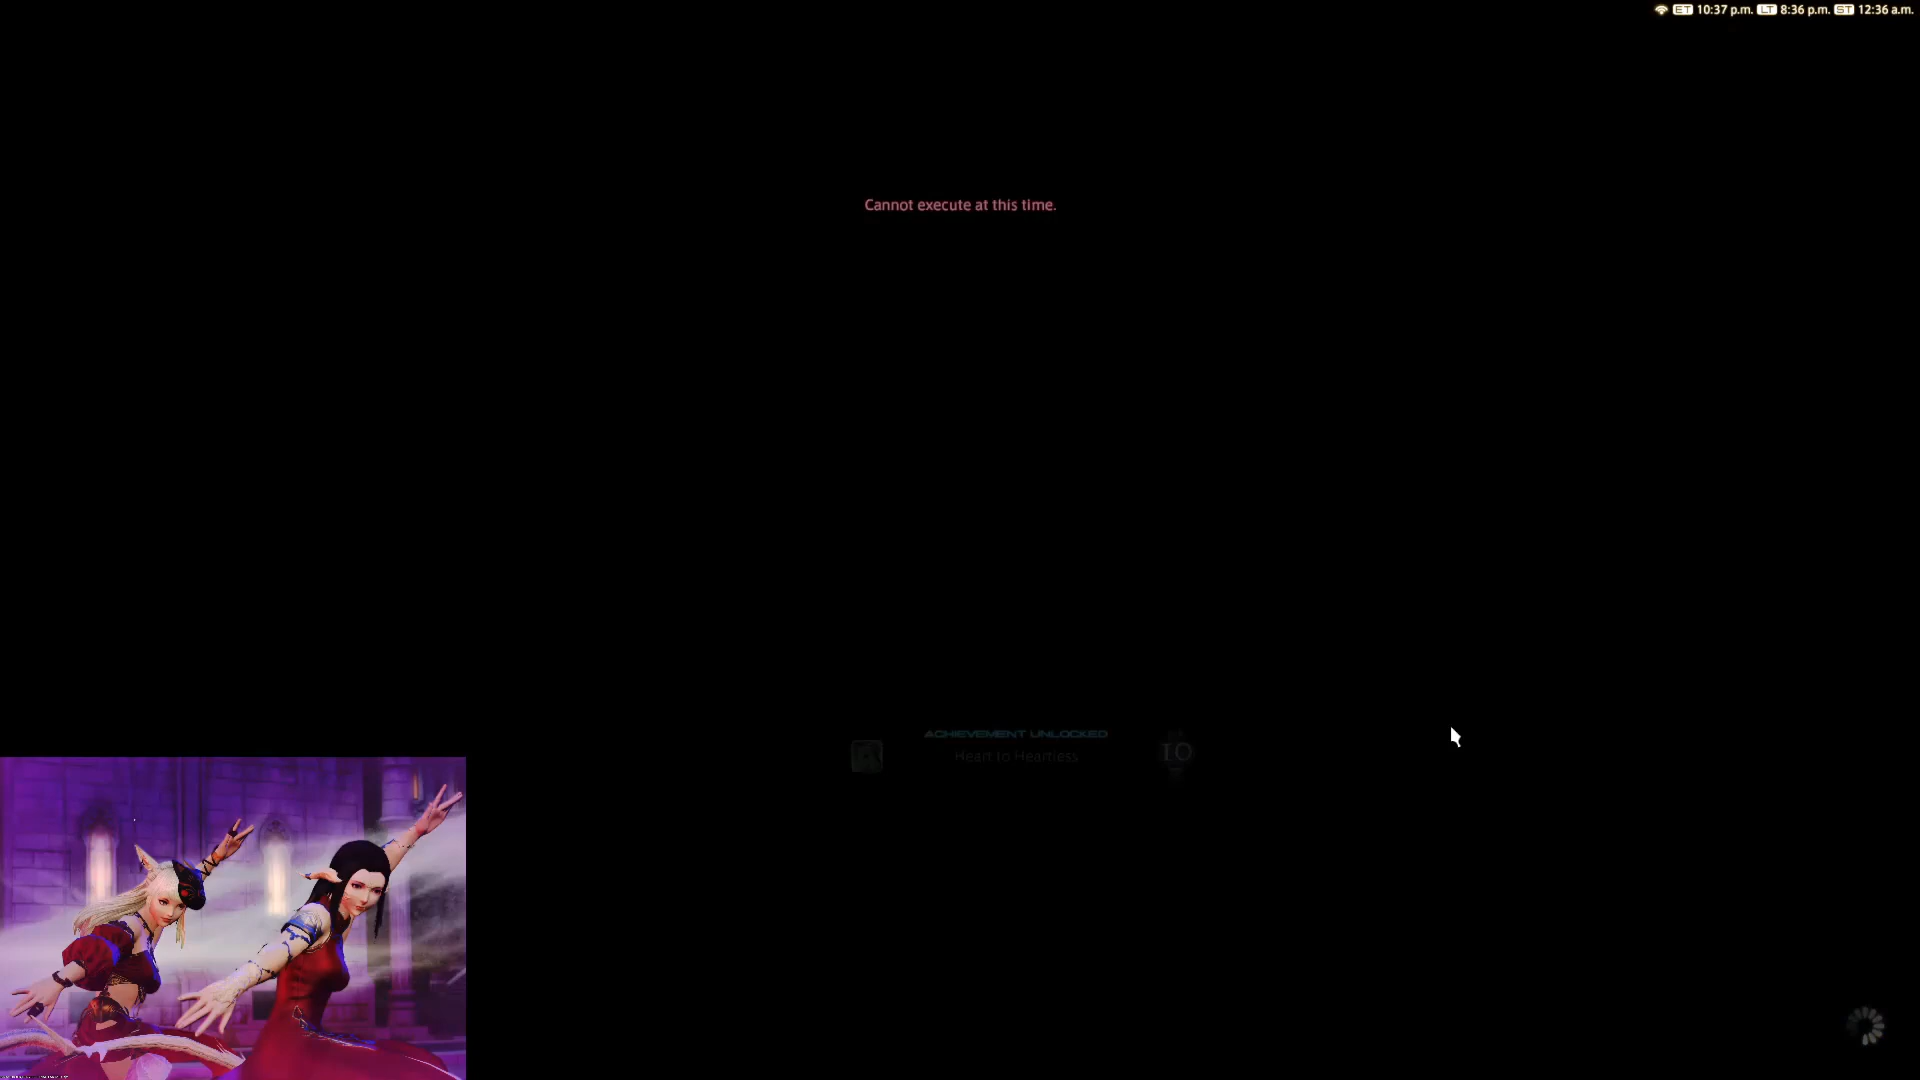 ET 10:37 p.m. LT 8:36 p.m. ST 12:36 a.m.
Cannot execute at this time.
ACHIEVEMENT UNLOCKED
Heart to Heartless
10